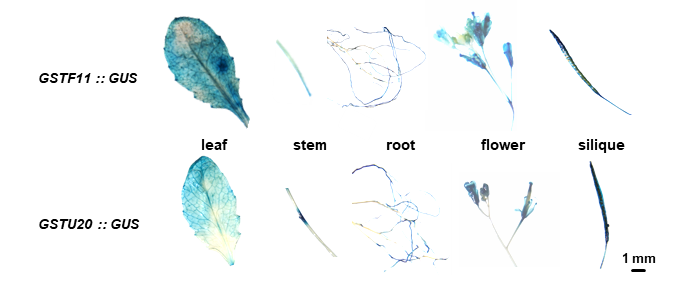 GSTF11 :: GUS
leaf stem root flower silique
GSTU20 :: GUS
1 mm